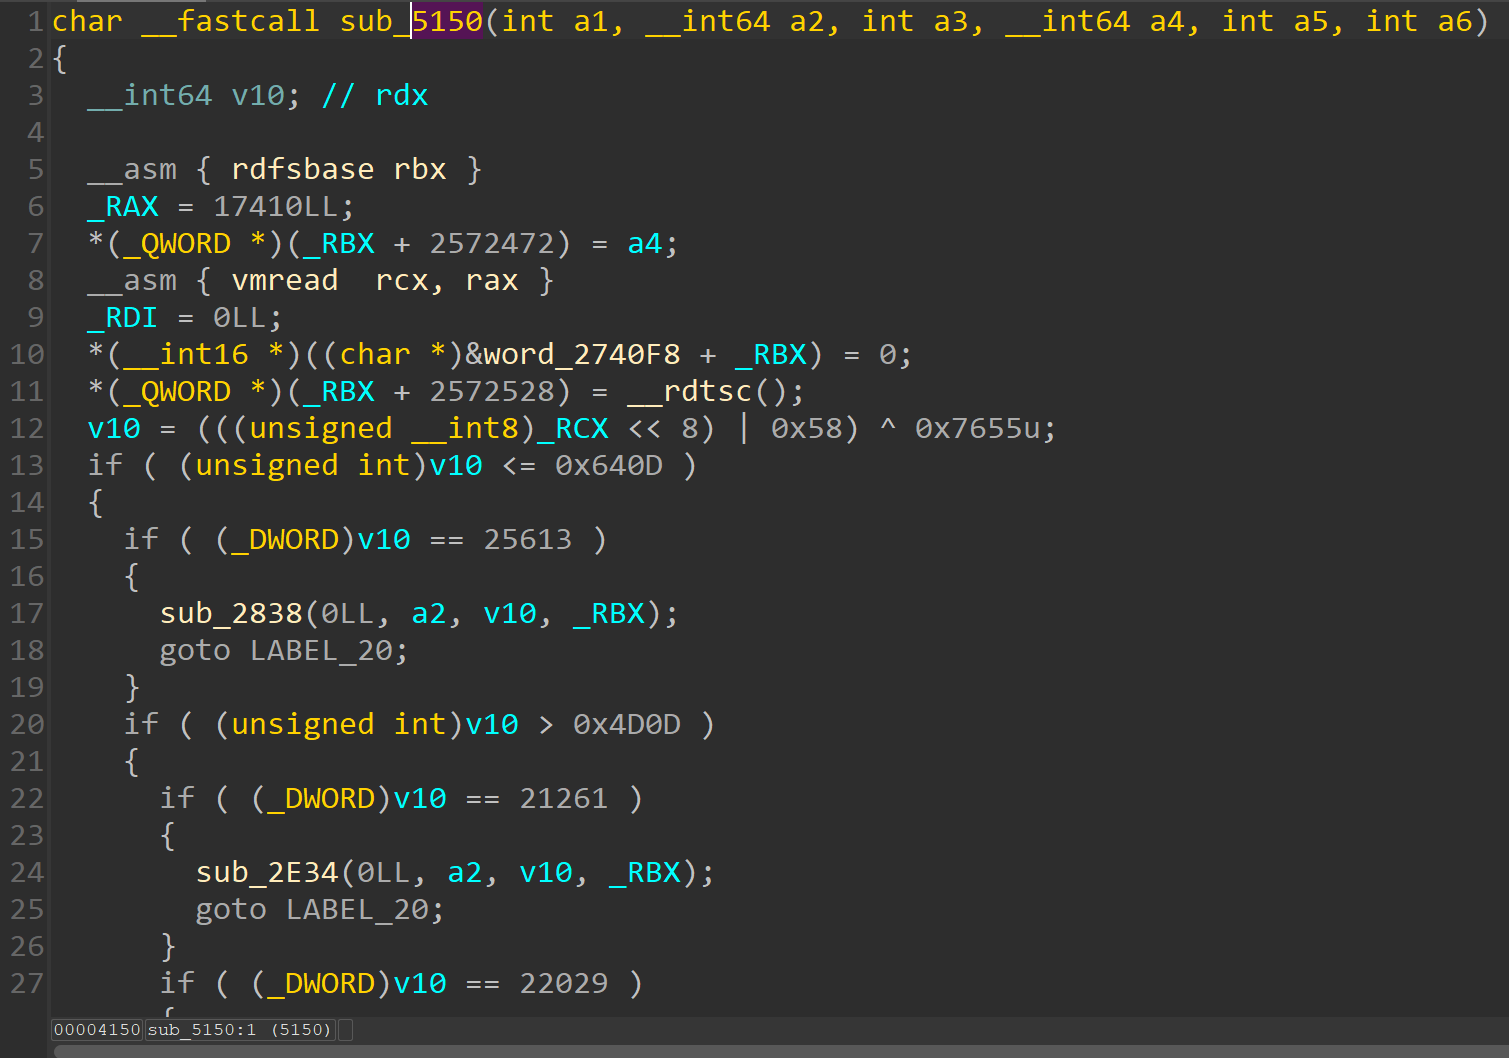 1 char __fastcall sub_5150(int a1, __int64 a2, int a3, __int64 a4, int a5, int a6)
2 {
3   __int64 v10; // rdx
4
5   __asm { rdfsbase rbx }
6   _RAX = 17410LL;
7   *(_QWORD *)(_RBX + 2572472) = a4;
8   __asm { vmread  rcx, rax }
9   _RDI = 0LL;
10   *(__int16 *)((char *)&word_2740F8 + _RBX) = 0;
11   *(_QWORD *)(_RBX + 2572528) = __rdtsc();
12   v10 = (((unsigned __int8)_RCX << 8) | 0x58) ^ 0x7655u;
13   if ( (unsigned int)v10 <= 0x640D )
14   {
15     if ( (_DWORD)v10 == 25613 )
16     {
17       sub_2838(0LL, a2, v10, _RBX);
18       goto LABEL_20;
19     }
20     if ( (unsigned int)v10 > 0x4D0D )
21     {
22       if ( (_DWORD)v10 == 21261 )
23       {
24         sub_2E34(0LL, a2, v10, _RBX);
25         goto LABEL_20;
26       }
27       if ( (_DWORD)v10 == 22029 )
      {
00004150 sub_5150:1 (5150)